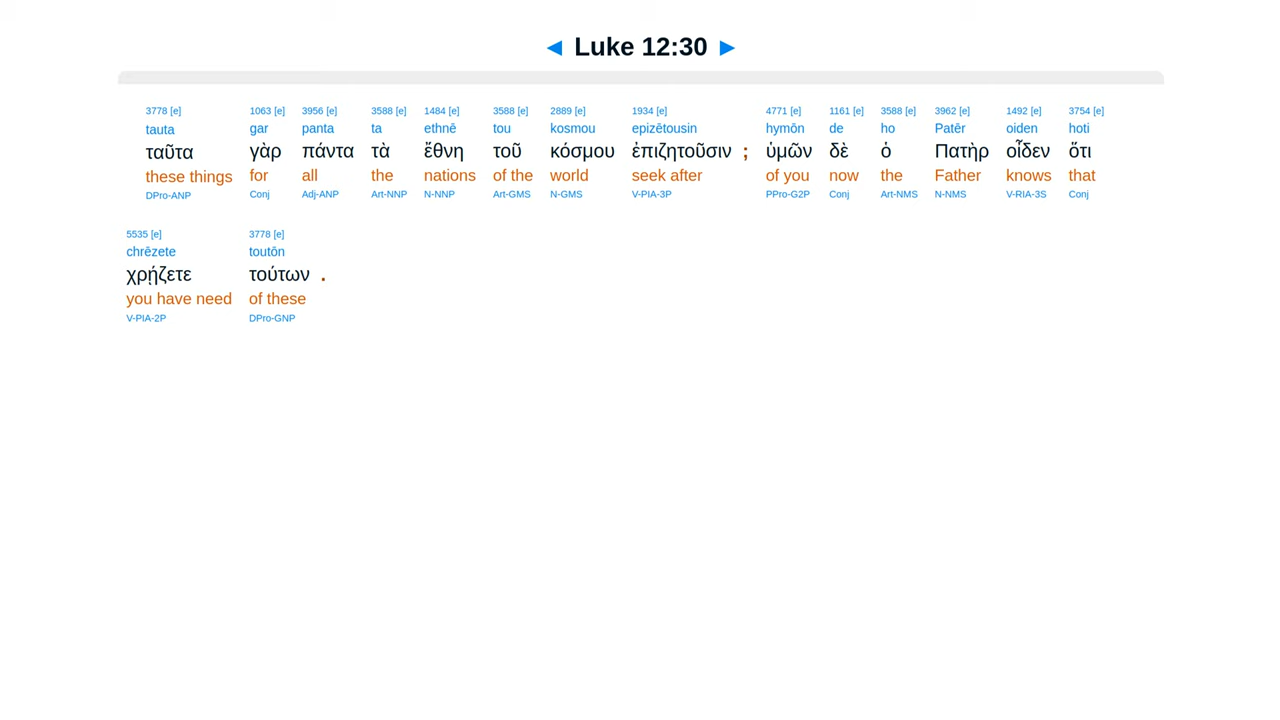 ◄ Luke 12:30 ►
3778 [e] 1063 [e] 3956 [e] 3588 [e] 1484 [e] 3588 [e] 2889 [e] 1934 [e] 4771 [e] 1161 [e] 3588 [e] 3962 [e] 1492 [e] 3754 [e]
tauta gar panta ta ethnē tou kosmou epizētousin hymōn de ho Patēr oiden hoti
ταῦτα γὰρ πάντα τὰ ἔθνη τοῦ κόσμου ἐπιζητοῦσιν ; ὑμῶν δὲ ὁ Πατὴρ οἶδεν ὅτι
these things for all the nations of the world seek after of you now the Father knows that
DPro-ANP Conj Adj-ANP Art-NNP N-NNP Art-GMS N-GMS V-PIA-3P PPro-G2P Conj Art-NMS N-NMS V-RIA-3S Conj
5535 [e] 3778 [e]
chrēzete toutōn
χρῄζετε τούτων .
you have need of these
V-PIA-2P DPro-GNP